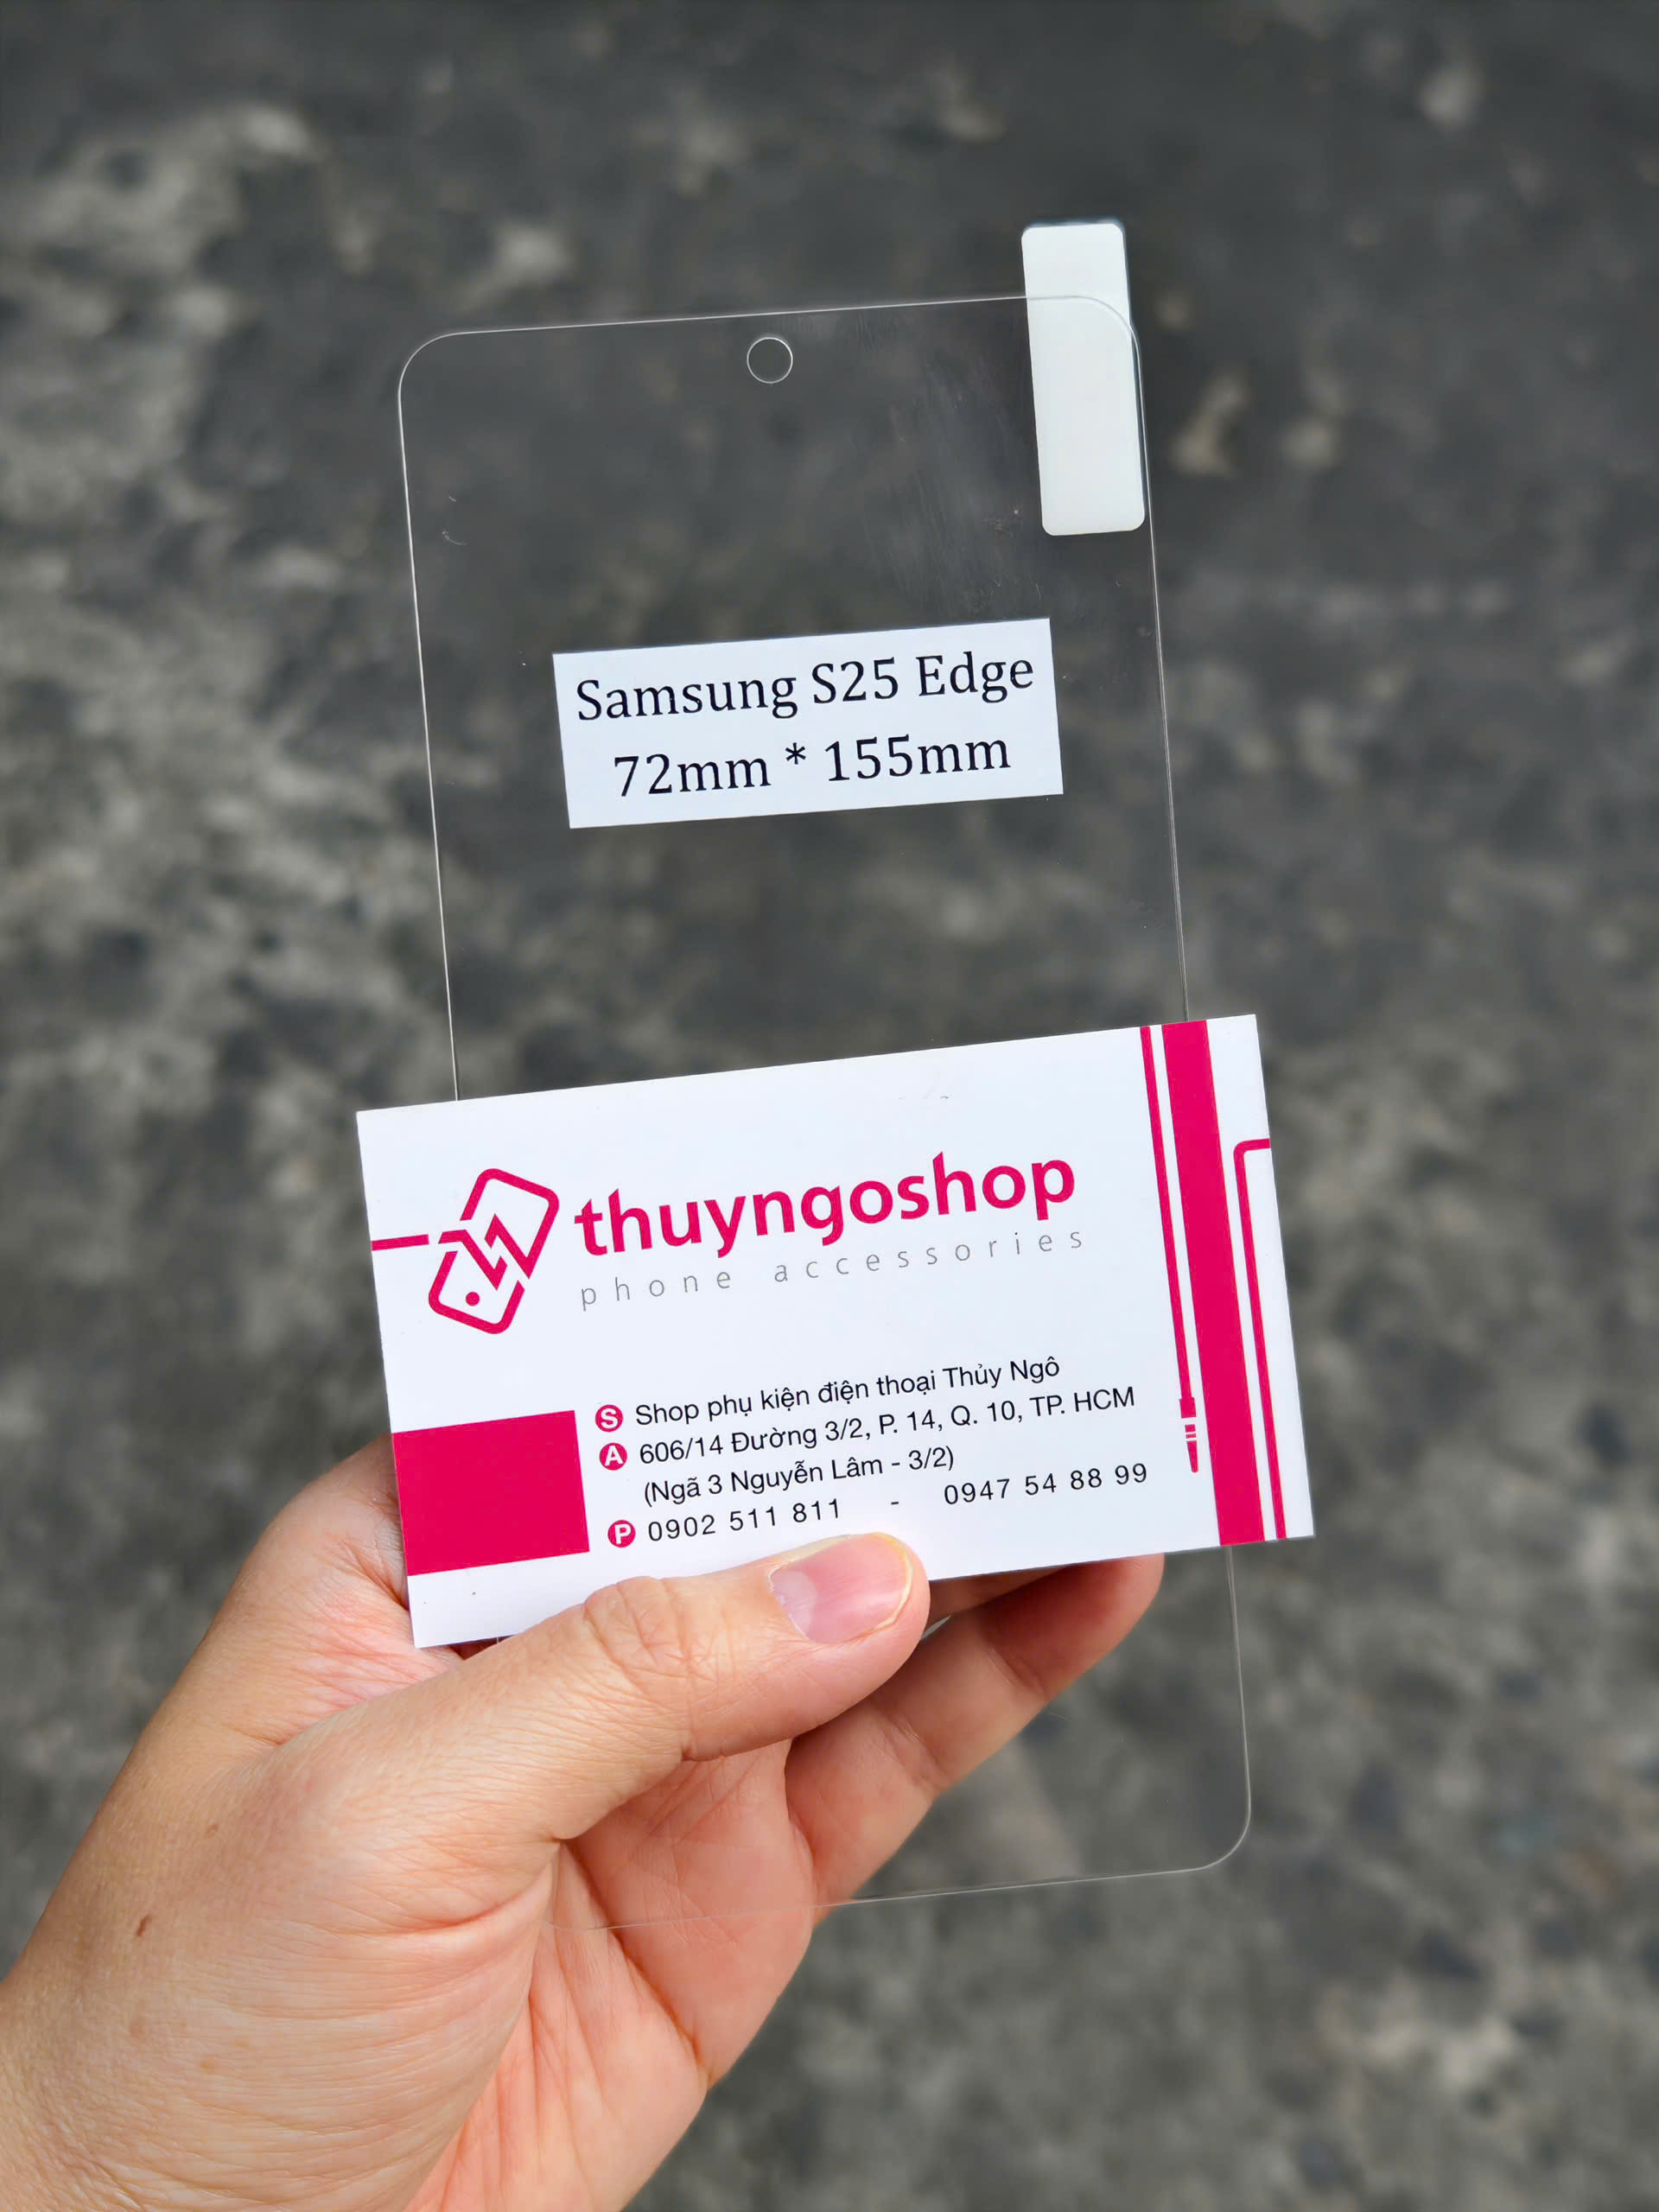 Samsung S25 Edge
72mm * 155mm
thuyngoshop
phone accessories
S Shop phụ kiện điện thoại Thủy Ngô
A 606/14 Đường 3/2, P. 14, Q. 10, TP. HCM
(Ngã 3 Nguyễn Lâm - 3/2)
P 0902 511 811 - 0947 54 88 99